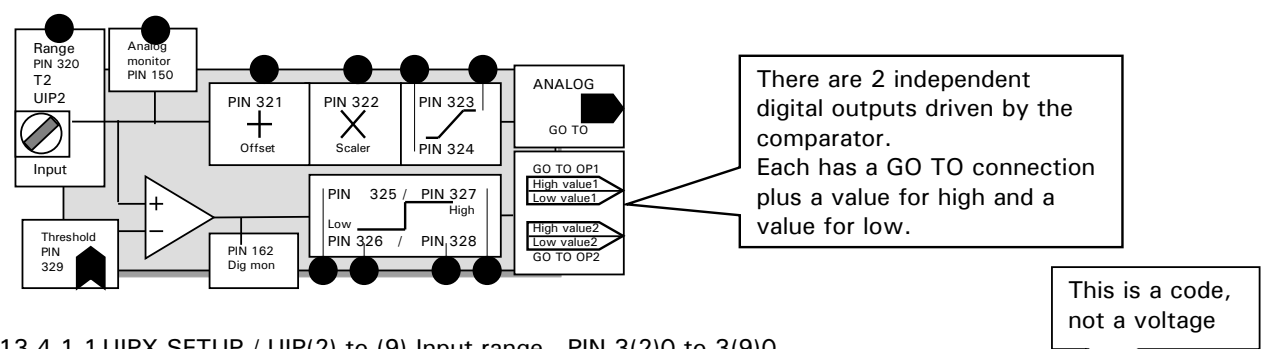 Range
PIN 320
T2
UIP2
Input
Analog
monitor
PIN 150
PIN 321
Offset
PIN 322
Scaler
PIN 323
PIN 324
ANALOG
GO TO
GO TO OP1
High value1
Low value1
High value2
Low value2
GO TO OP2
PIN 325 / PIN 327
High
Low
PIN 326 / PIN 328
+
−
Threshold
PIN
329
PIN 162
Dig mon
There are 2 independent
digital outputs driven by the
comparator.
Each has a GO TO connection
plus a value for high and a
value for low.
This is a code,
not a voltage
13.4.1.1 UIPX SETUP / UIP(2) to (9) Input range PIN 3(2)0 to 3(9)0